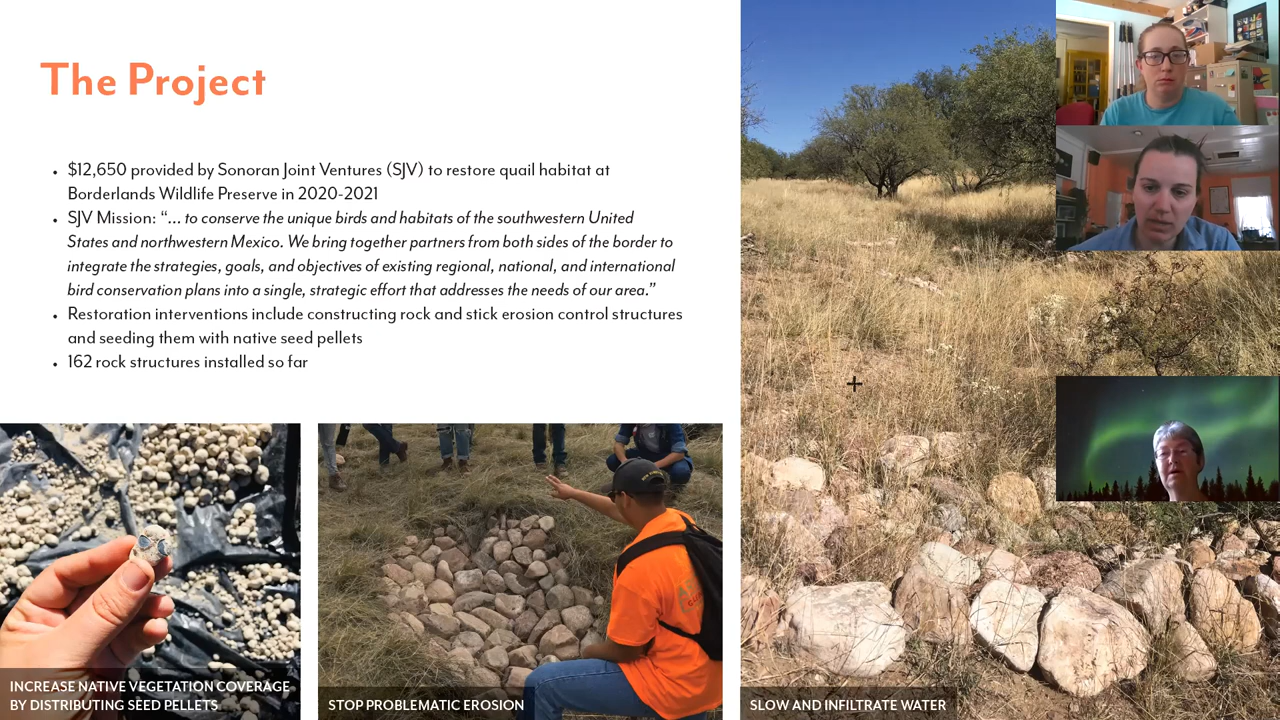 The Project
• $12,650 provided by Sonoran Joint Ventures (SJV) to restore quail habitat at
Borderlands Wildlife Preserve in 2020-2021
• SJV Mission: “... to conserve the unique birds and habitats of the southwestern United
States and northwestern Mexico. We bring together partners from both sides of the border to
integrate the strategies, goals, and objectives of existing regional, national, and international
bird conservation plans into a single, strategic effort that addresses the needs of our area.”
• Restoration interventions include constructing rock and stick erosion control structures
and seeding them with native seed pellets
• 162 rock structures installed so far
INCREASE NATIVE VEGETATION COVERAGE
BY DISTRIBUTING SEED PELLETS
STOP PROBLEMATIC EROSION
SLOW AND INFILTRATE WATER